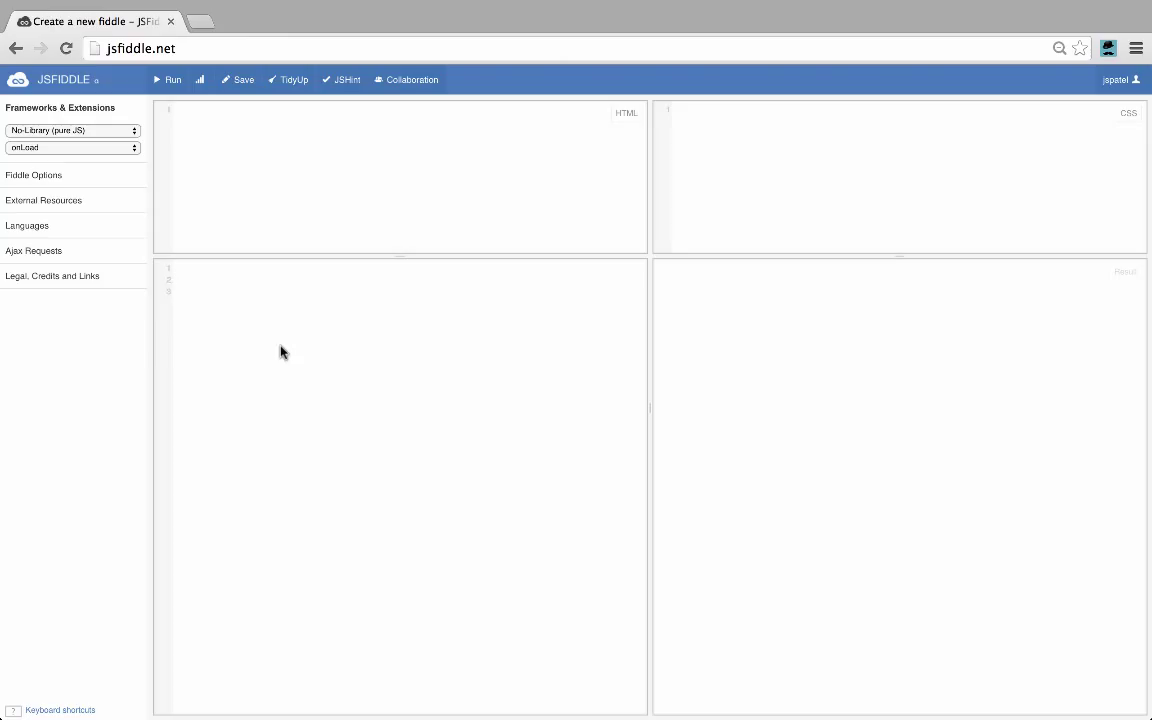 Create a new fiddle – JSFid
jsfiddle.net
JSFIDDLE α
Run
Save
TidyUp
JSHint
Collaboration
jspatel
Frameworks & Extensions
No-Library (pure JS)
onLoad
Fiddle Options
External Resources
Languages
Ajax Requests
Legal, Credits and Links
1
HTML
1
CSS
1
2
3
Result
? Keyboard shortcuts